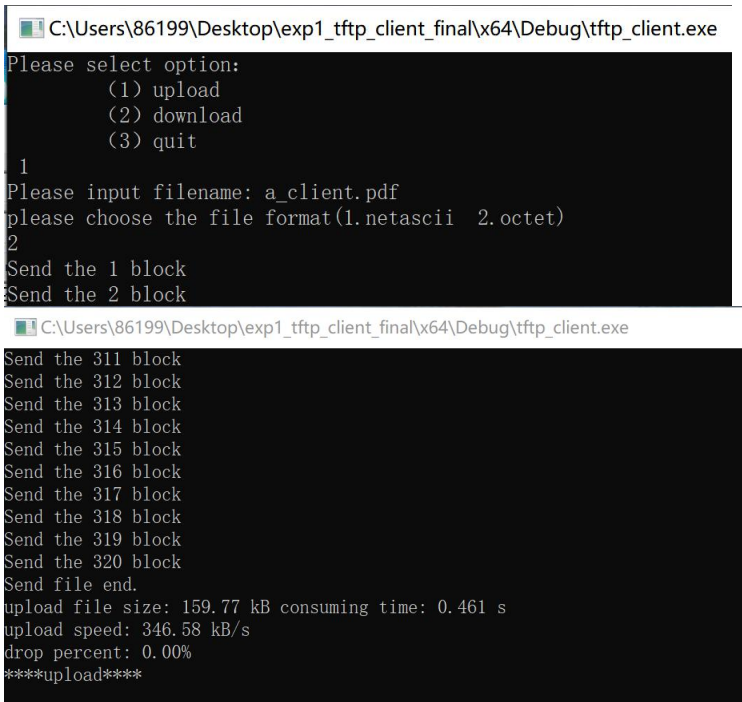 C:\Users\86199\Desktop\exp1_tftp_client_final\x64\Debug\tftp_client.exe
Please select option:
(1) upload
(2) download
(3) quit
1
Please input filename: a_client.pdf
please choose the file format(1.netascii  2.octet)
2
Send the 1 block
Send the 2 block
C:\Users\86199\Desktop\exp1_tftp_client_final\x64\Debug\tftp_client.exe
Send the 311 block
Send the 312 block
Send the 313 block
Send the 314 block
Send the 315 block
Send the 316 block
Send the 317 block
Send the 318 block
Send the 319 block
Send the 320 block
Send file end.
upload file size: 159.77 kB consuming time: 0.461 s
upload speed: 346.58 kB/s
drop percent: 0.00%
****upload****